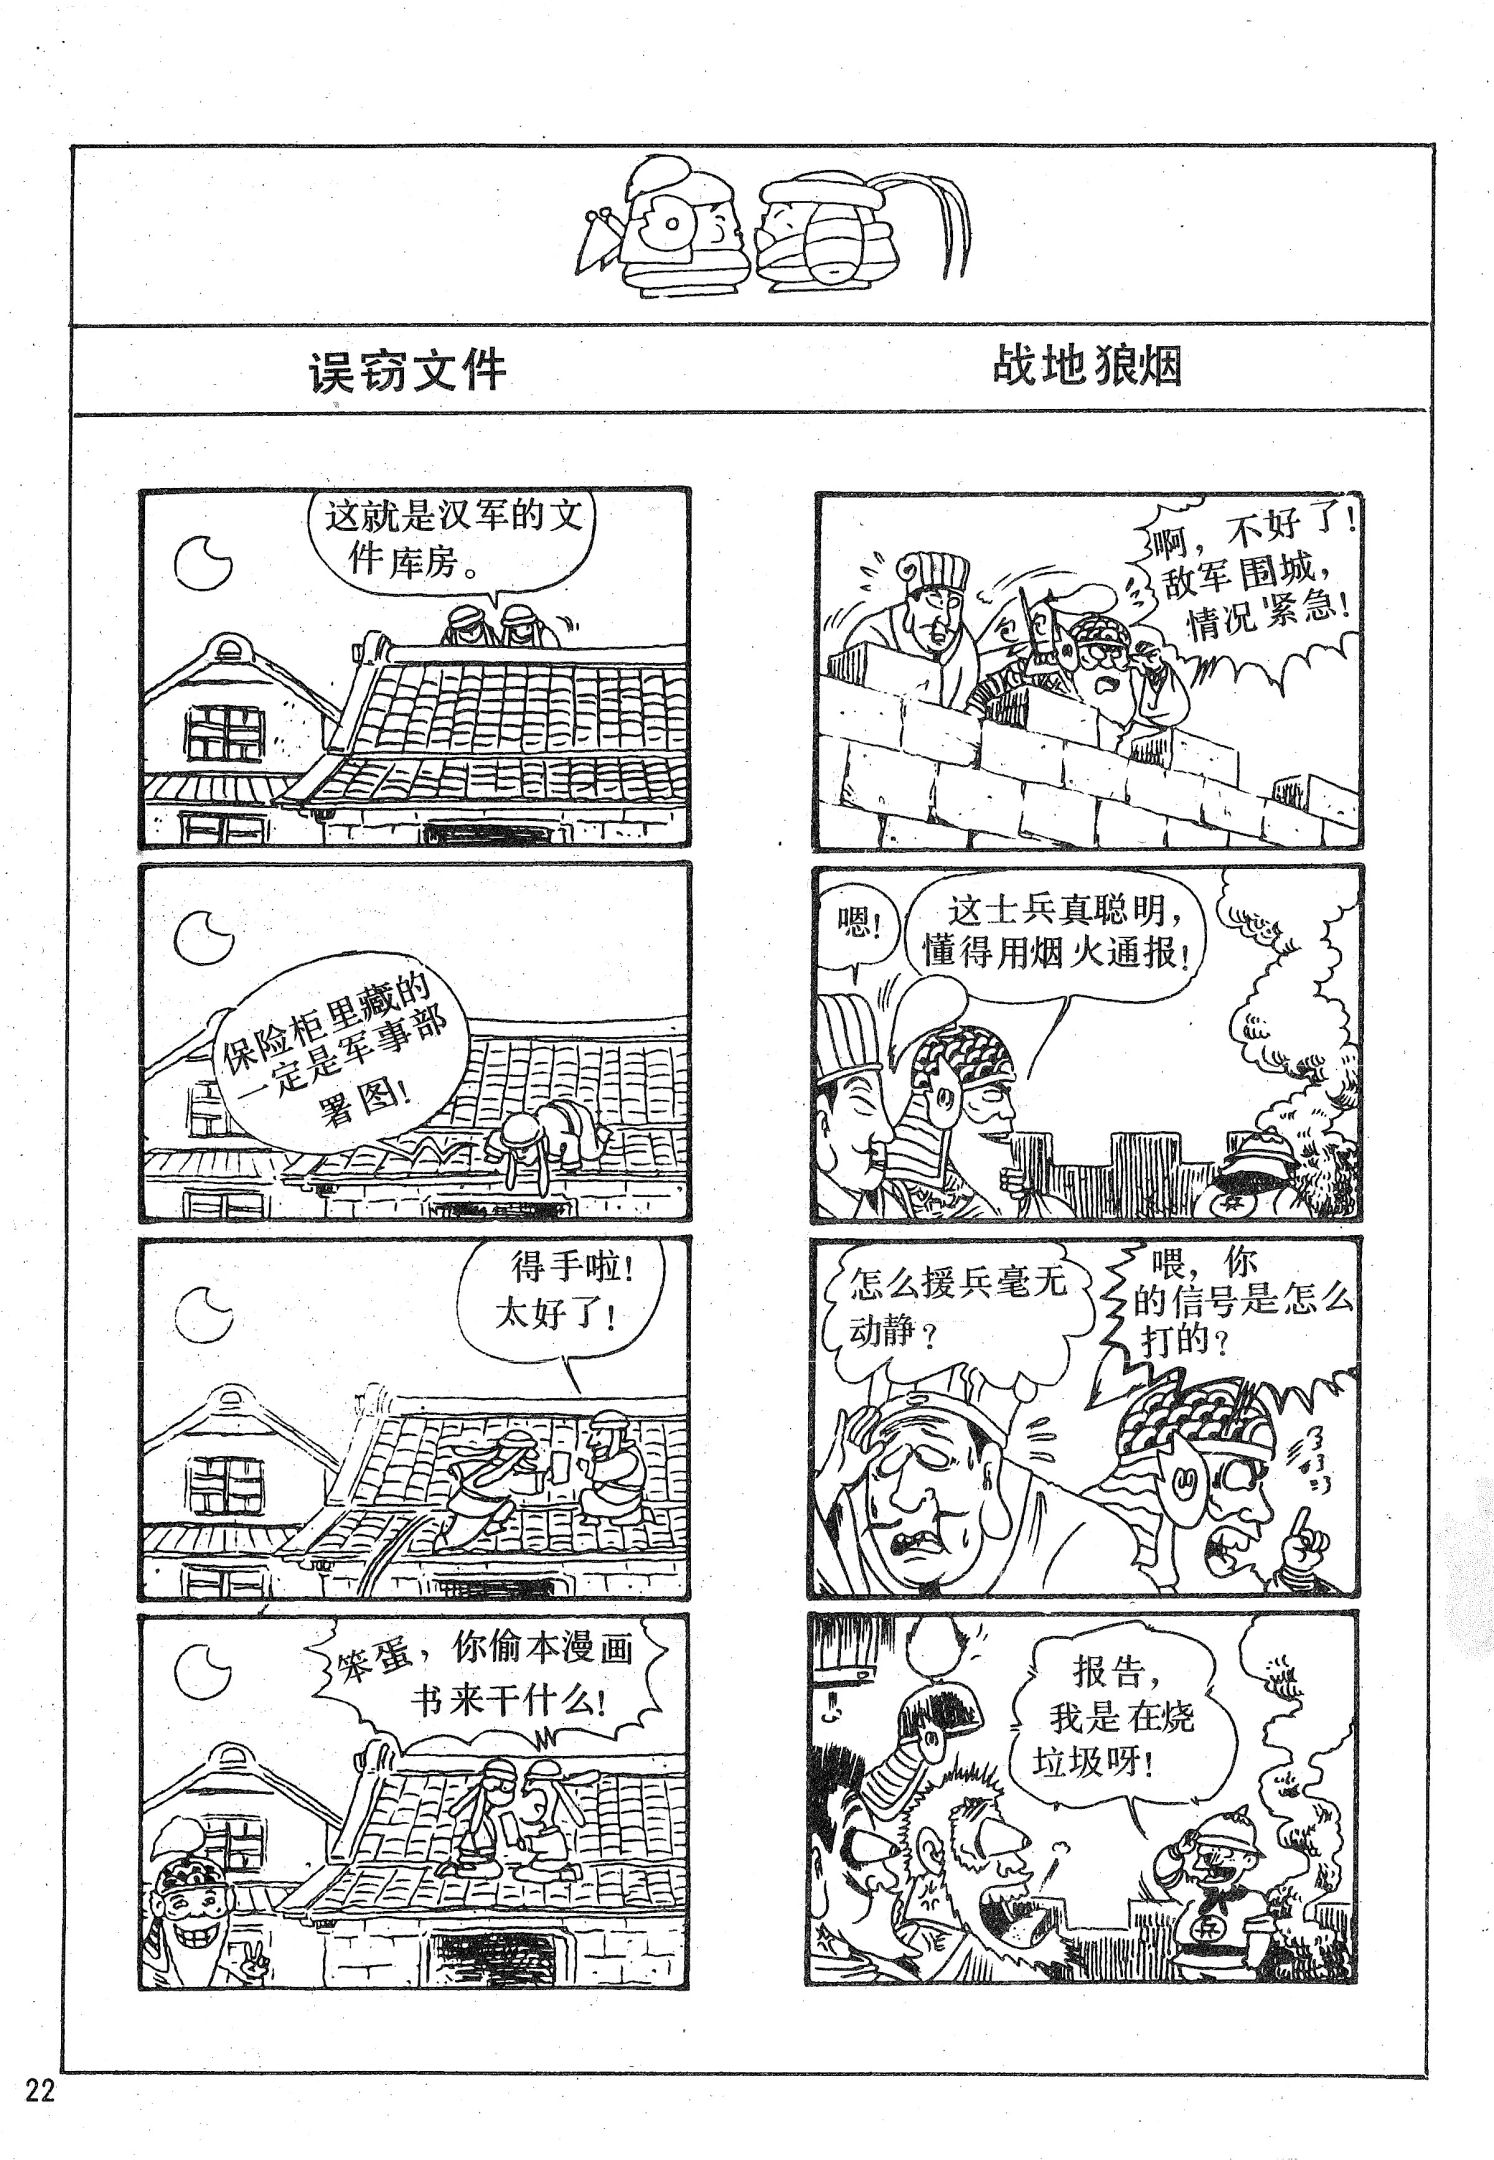 误窃文件
这就是汉军的文
件库房。
保险柜里藏的
一定是军事部
署图！
得手啦！
太好了！
笨蛋，你偷本漫画
书来干什么！
战地狼烟
啊，不好了！
敌军围城，
情况紧急！
嗯！
这士兵真聪明，
懂得用烟火通报！
怎么援兵毫无
动静？
喂，你
的信号是怎么
打的？
报告，
我是在烧
垃圾呀！
兵
22